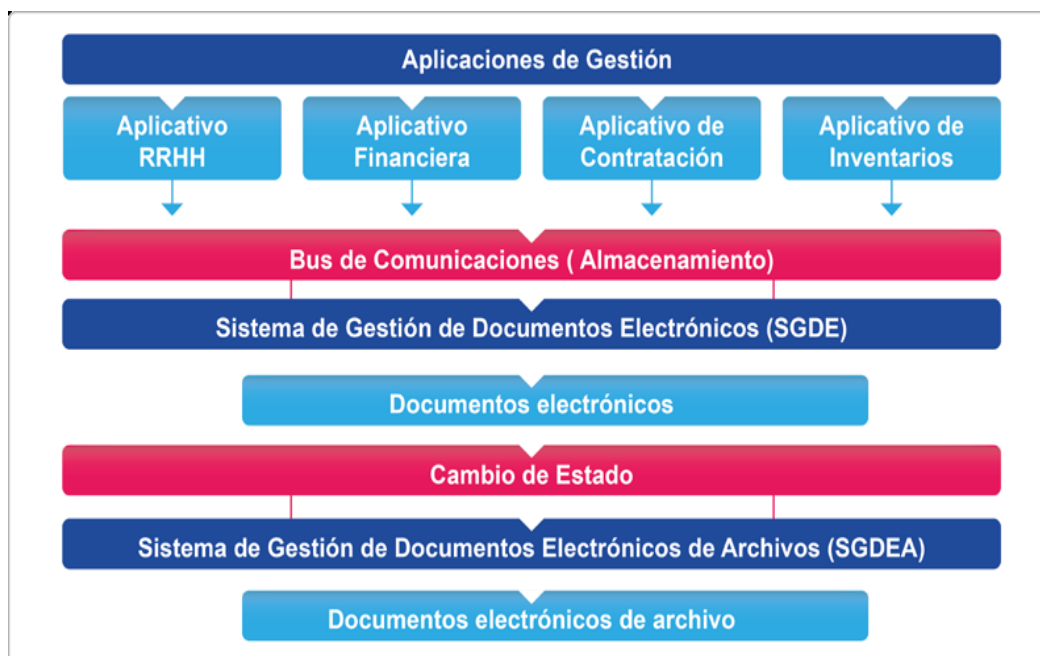 Aplicaciones de Gestión
Aplicativo
RRHH
Aplicativo
Financiera
Aplicativo de
Contratación
Aplicativo de
Inventarios
Bus de Comunicaciones ( Almacenamiento)
Sistema de Gestión de Documentos Electrónicos (SGDE)
Documentos electrónicos
Cambio de Estado
Sistema de Gestión de Documentos Electrónicos de Archivos (SGDEA)
Documentos electrónicos de archivo